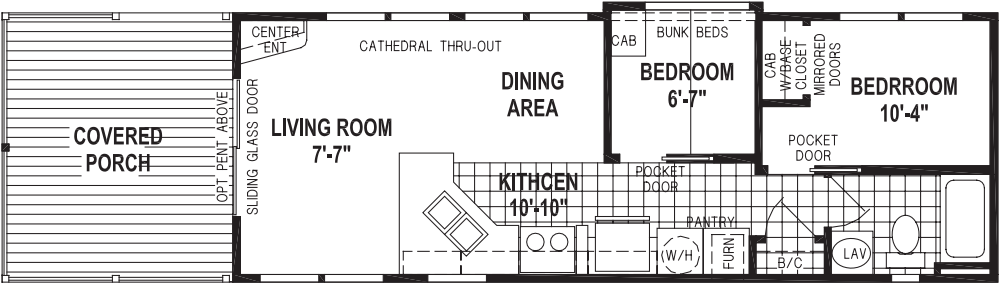 COVERED
PORCH
OPT PENT ABOVE
SLIDING GLASS DOOR
CENTER
ENT
CATHEDRAL THRU-OUT
LIVING ROOM
7'-7"
DINING
AREA
KITHCEN
10'-10"
CAB
BUNK BEDS
BEDROOM
6'-7"
POCKET
DOOR
PANTRY
W/H
FURN
B/C
LAV
CAB
W/BASE
CLOSET
MIRRORED
DOORS
BEDRROOM
10'-4"
POCKET
DOOR